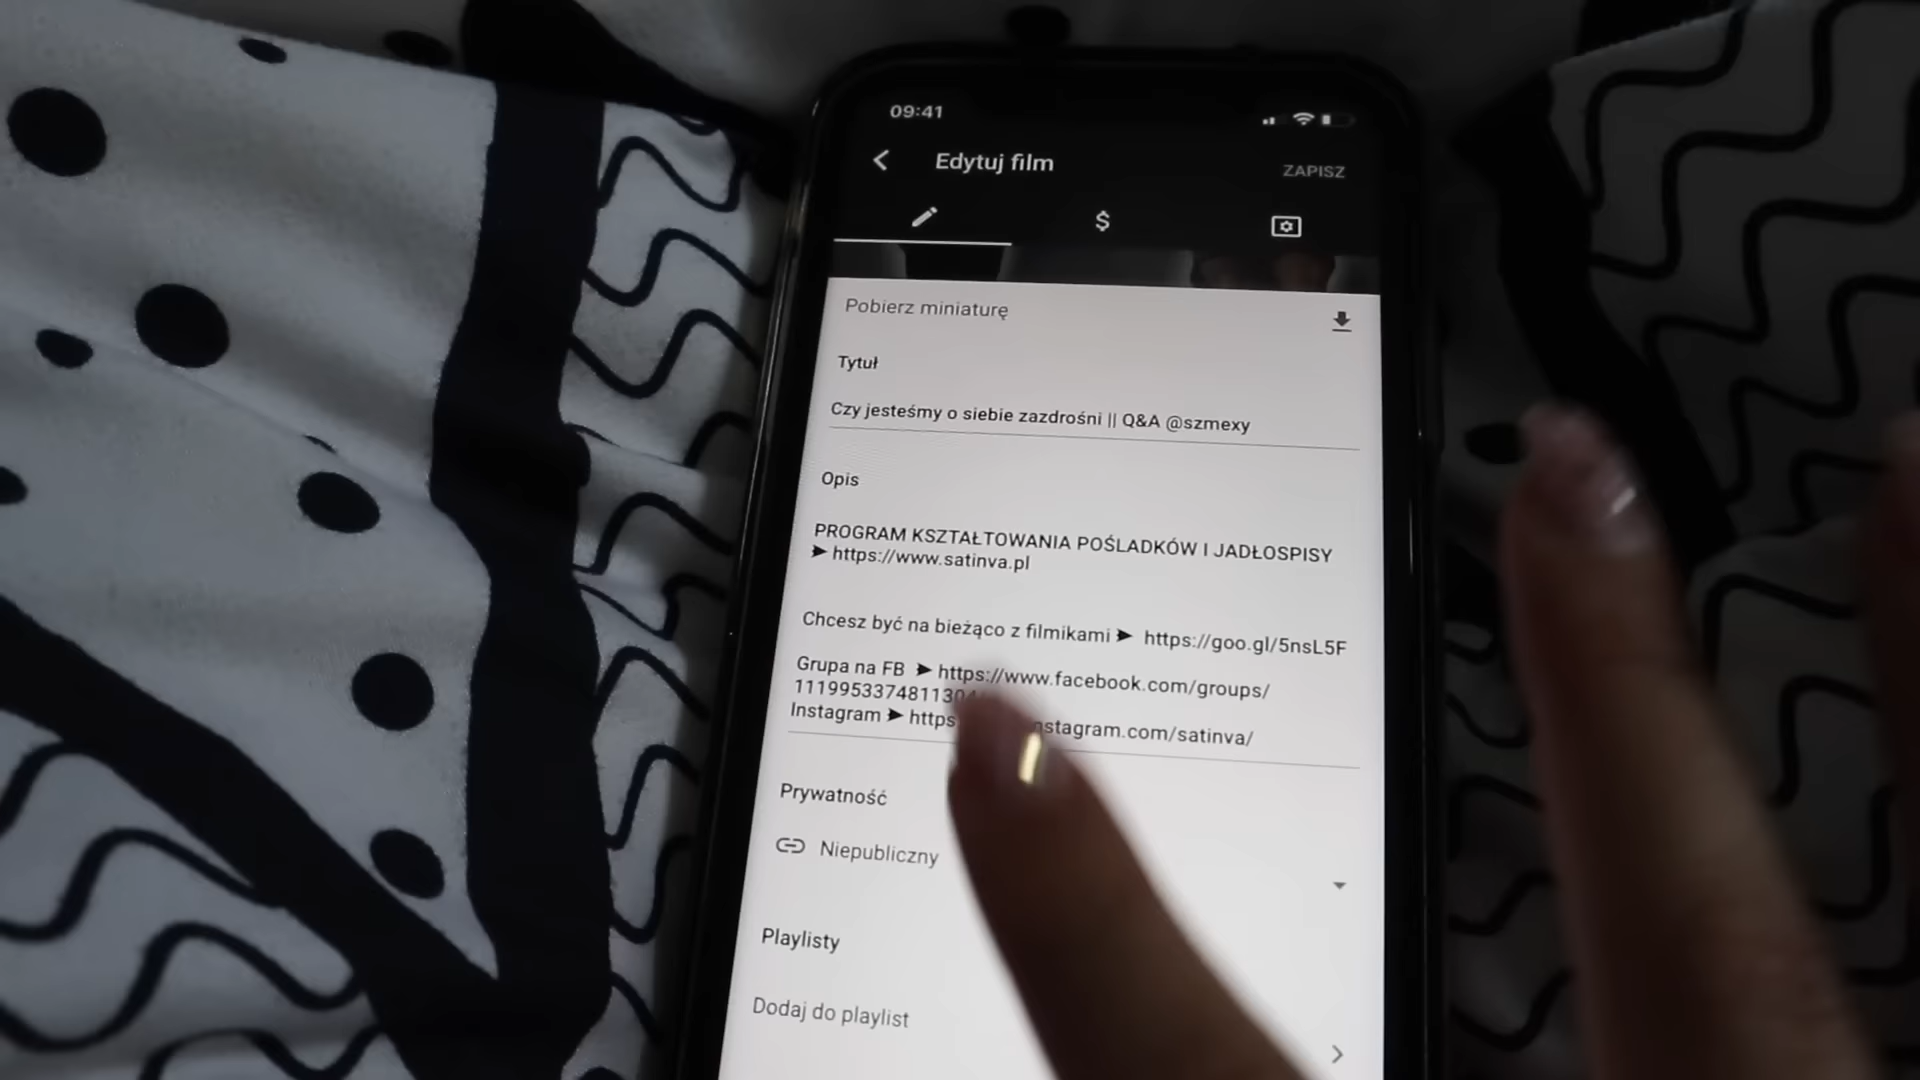 09:41
Edytuj film
ZAPISZ
$
Pobierz miniaturę
Tytuł
Czy jesteśmy o siebie zazdrośni || Q&A @szmexy
Opis
PROGRAM KSZTAŁTOWANIA POŚLADKÓW I JADŁOSPISY
➤ https://www.satinva.pl
Chcesz być na bieżąco z filmikami ➤ https://goo.gl/5nsL5F
Grupa na FB ➤ https://www.facebook.com/groups/
Instagram ➤ https nstagram.com/satinva/
Prywatność
Niepubliczny
Playlisty
Dodaj do playlist